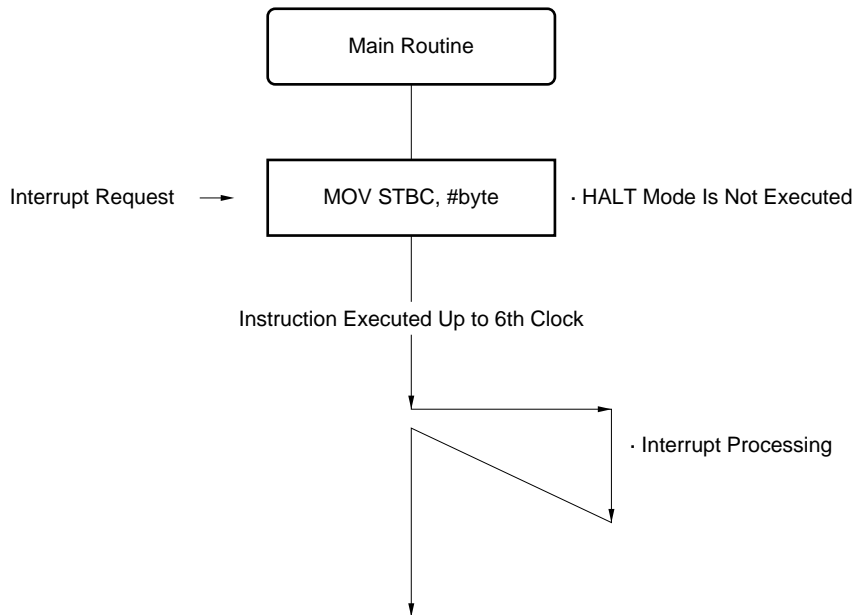 Main Routine
Interrupt Request
MOV STBC, #byte
· HALT Mode Is Not Executed
Instruction Executed Up to 6th Clock
· Interrupt Processing